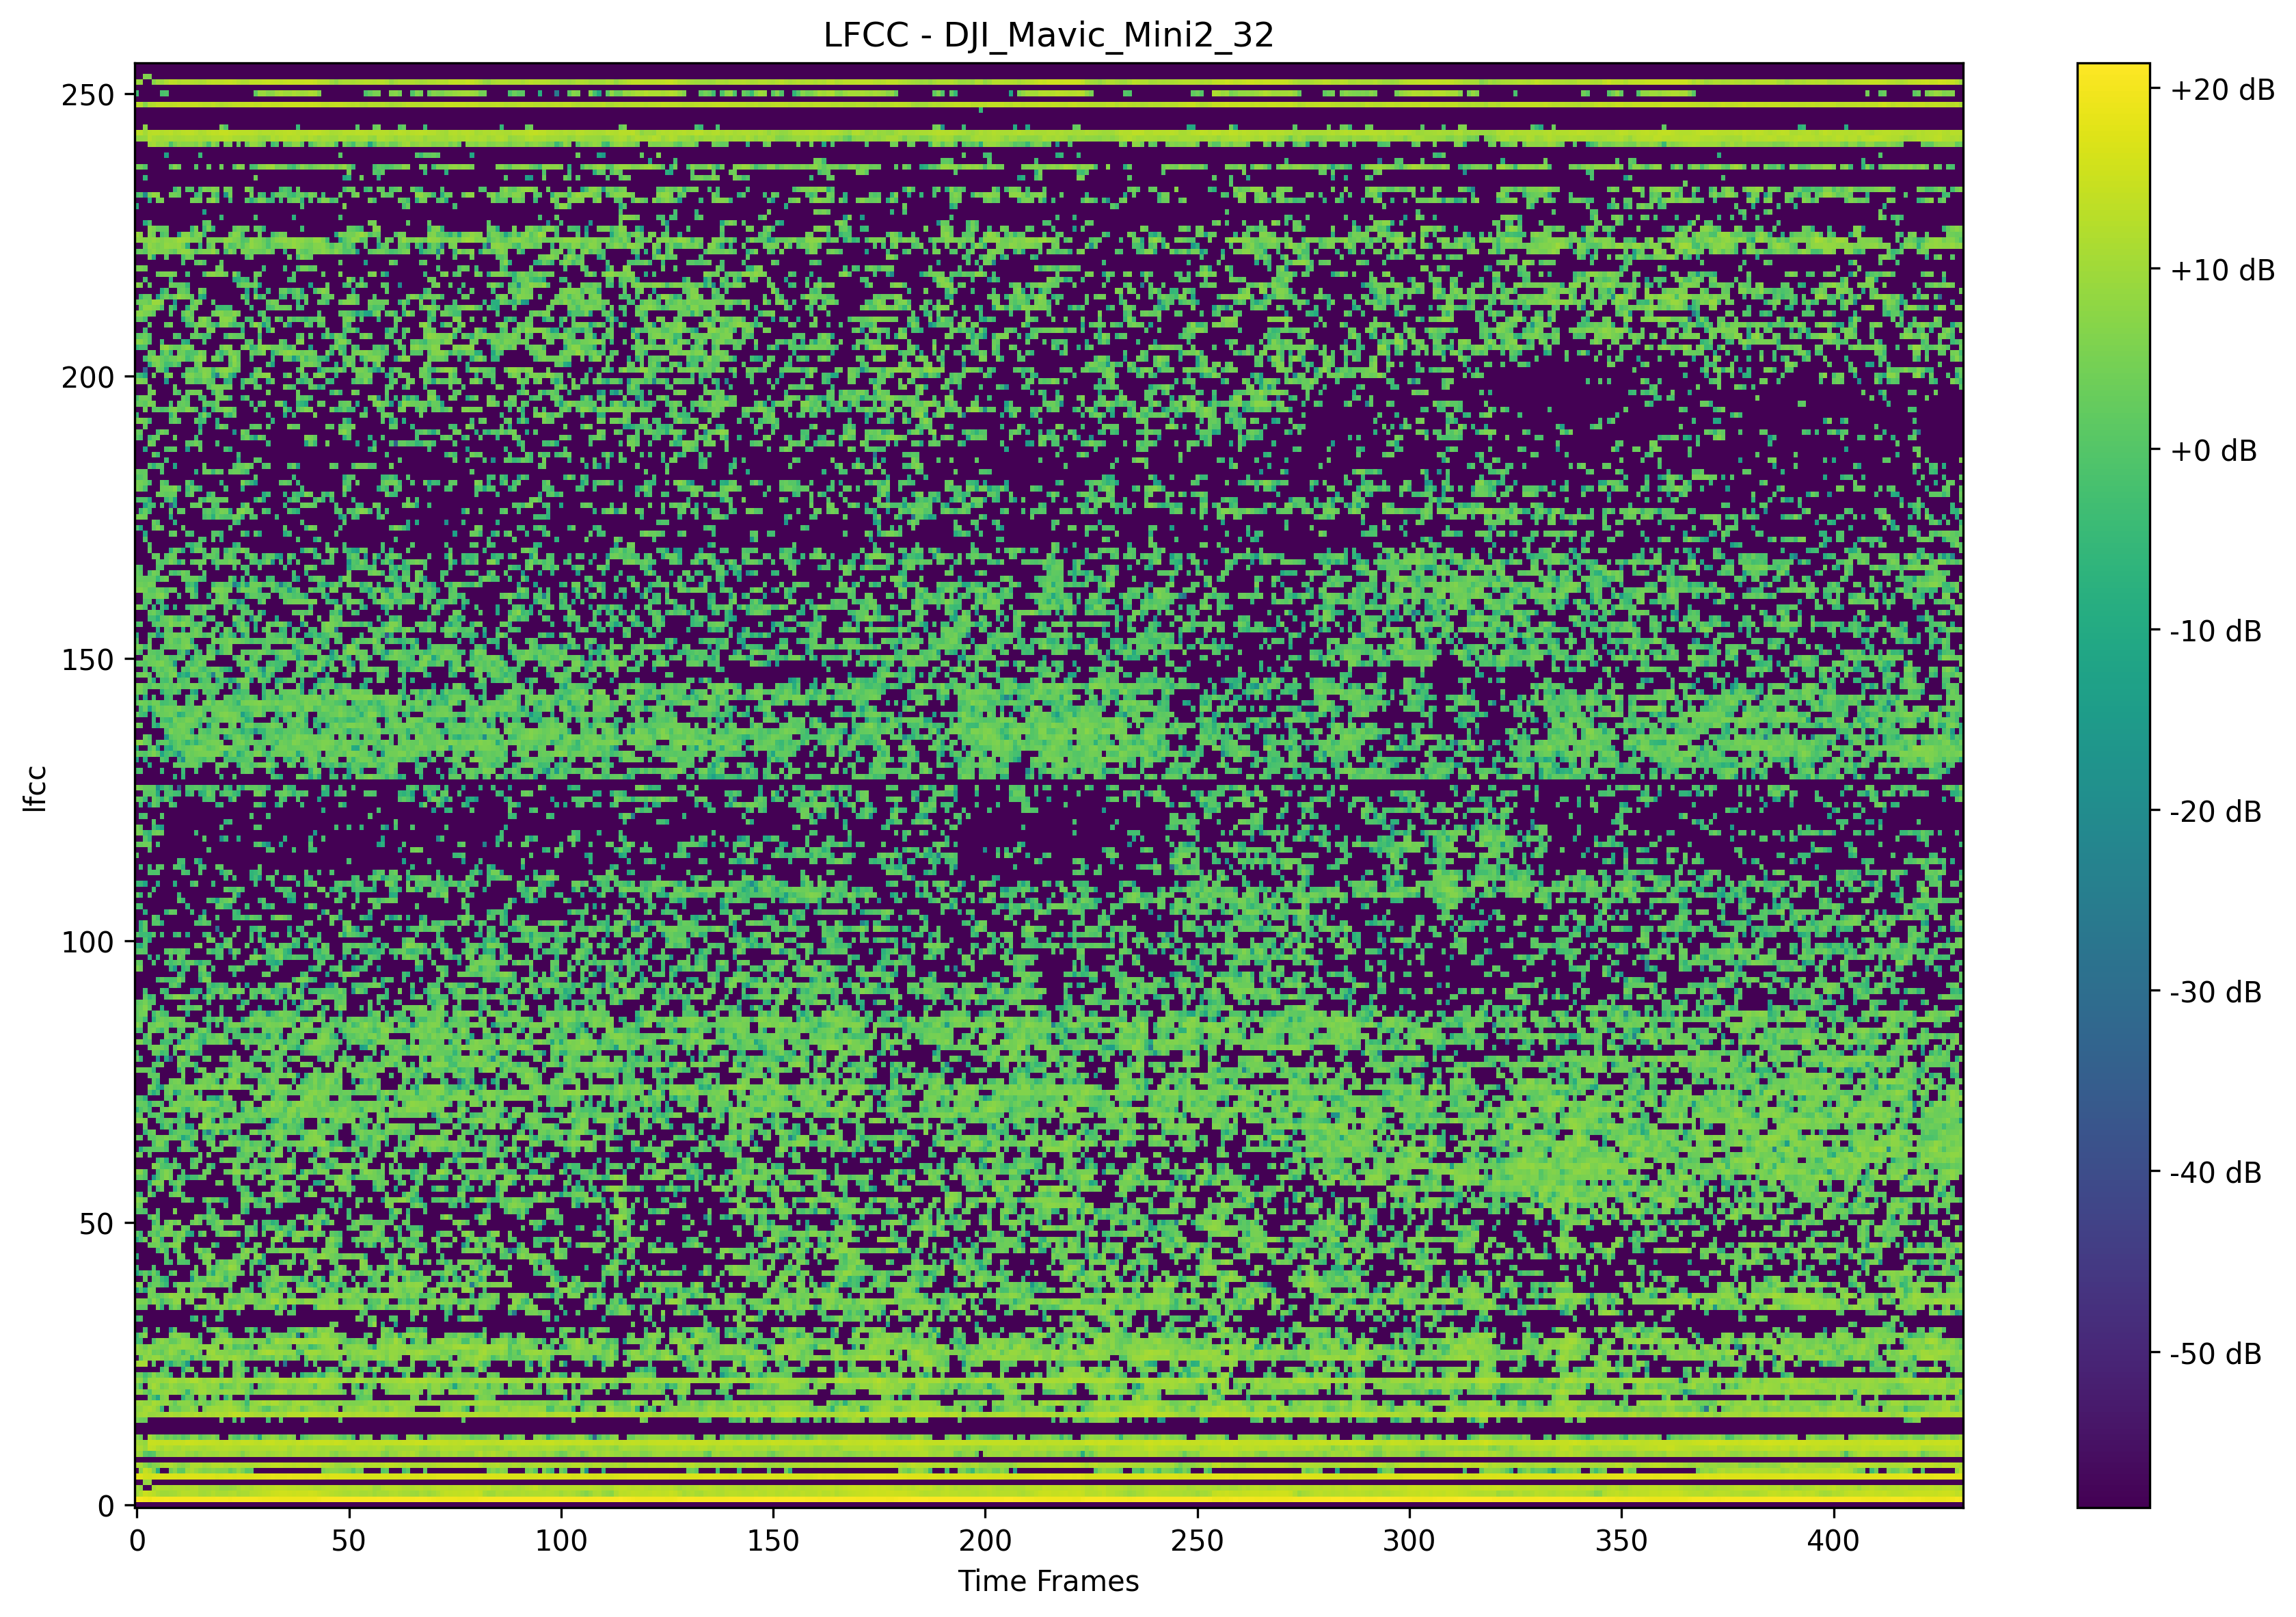 LFCC - DJI_Mavic_Mini2_32
250
200
150
100
50
0
lfcc
0 50 100 150 200 250 300 350 400
Time Frames
+20 dB
+10 dB
+0 dB
-10 dB
-20 dB
-30 dB
-40 dB
-50 dB